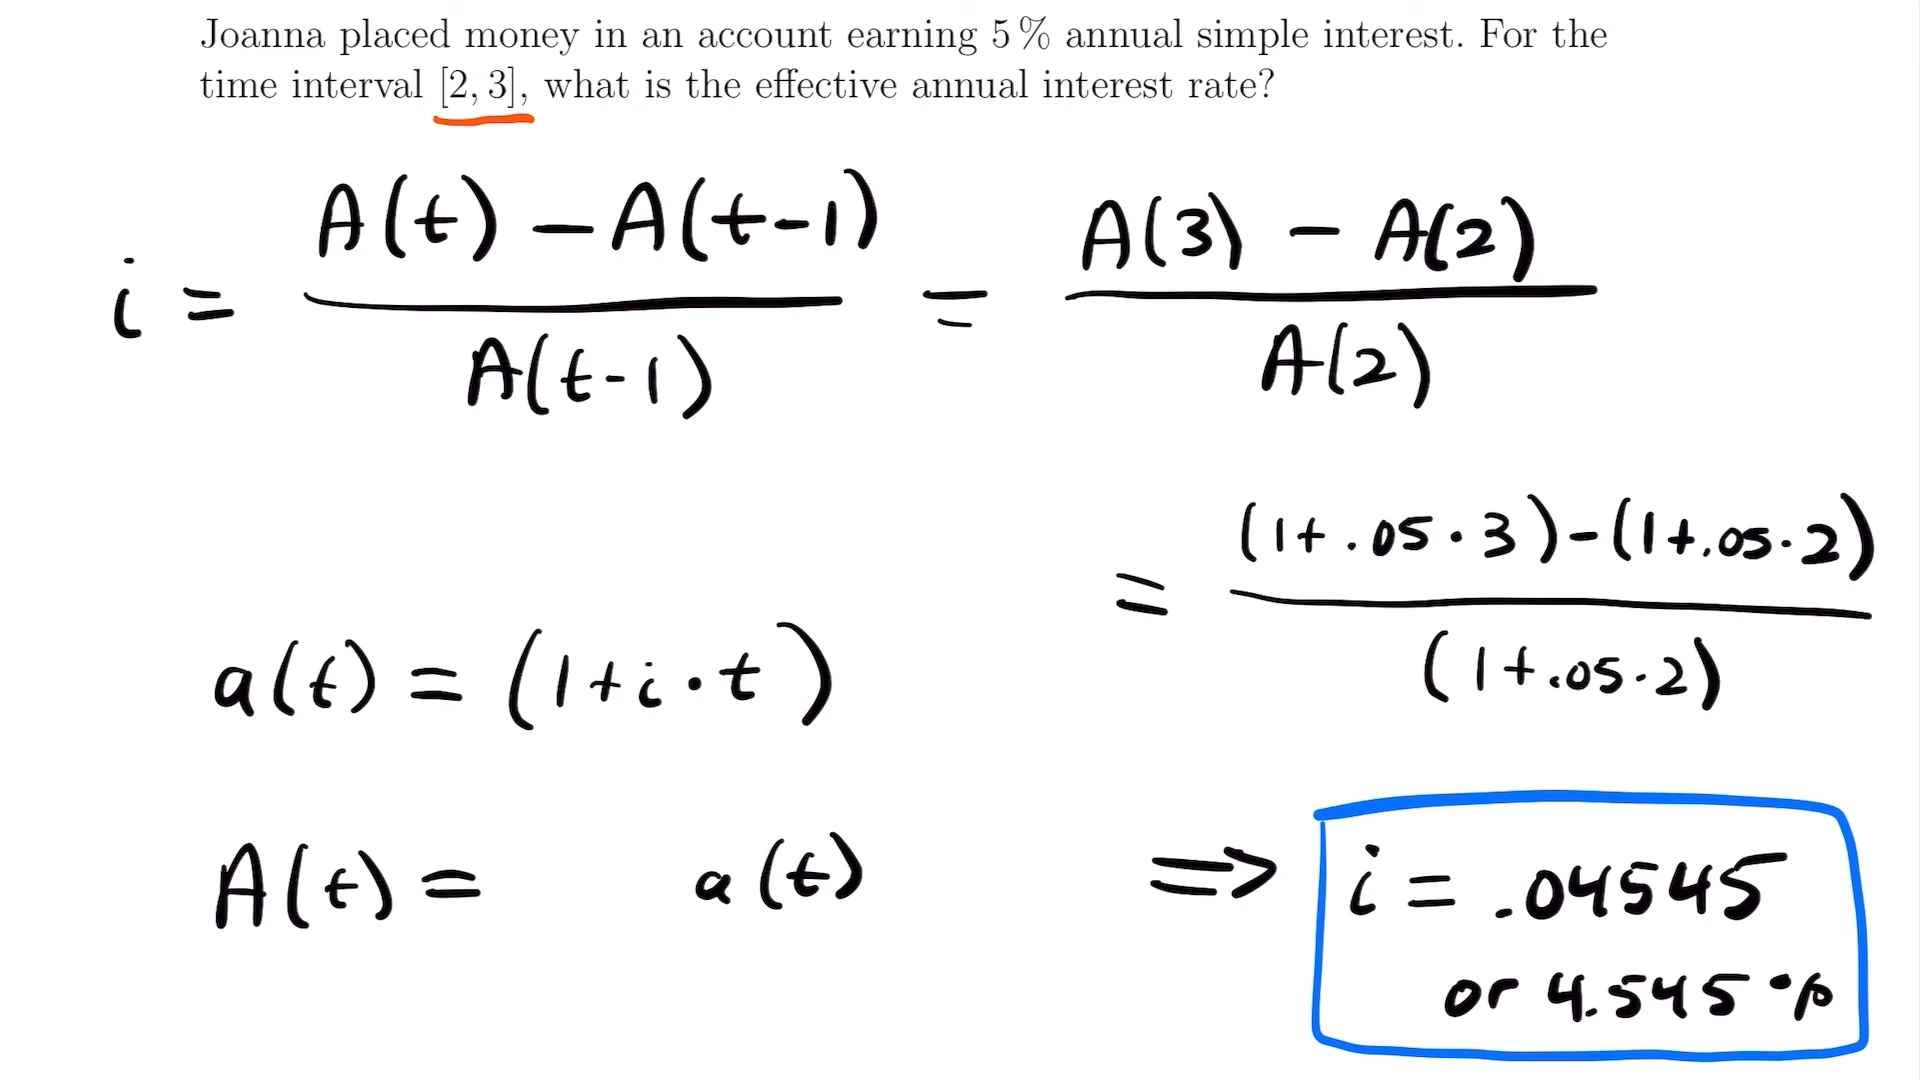 Joanna placed money in an account earning 5 % annual simple interest. For the
time interval [2, 3], what is the effective annual interest rate?
i = (A(t) - A(t-1)) / A(t-1) = (A(3) - A(2)) / A(2)
= ((1+.05·3)-(1+.05·2)) / (1+.05·2)
a(t) = (1+i·t)
A(t) = a(t)
⇒ i = .04545
or 4.545 %